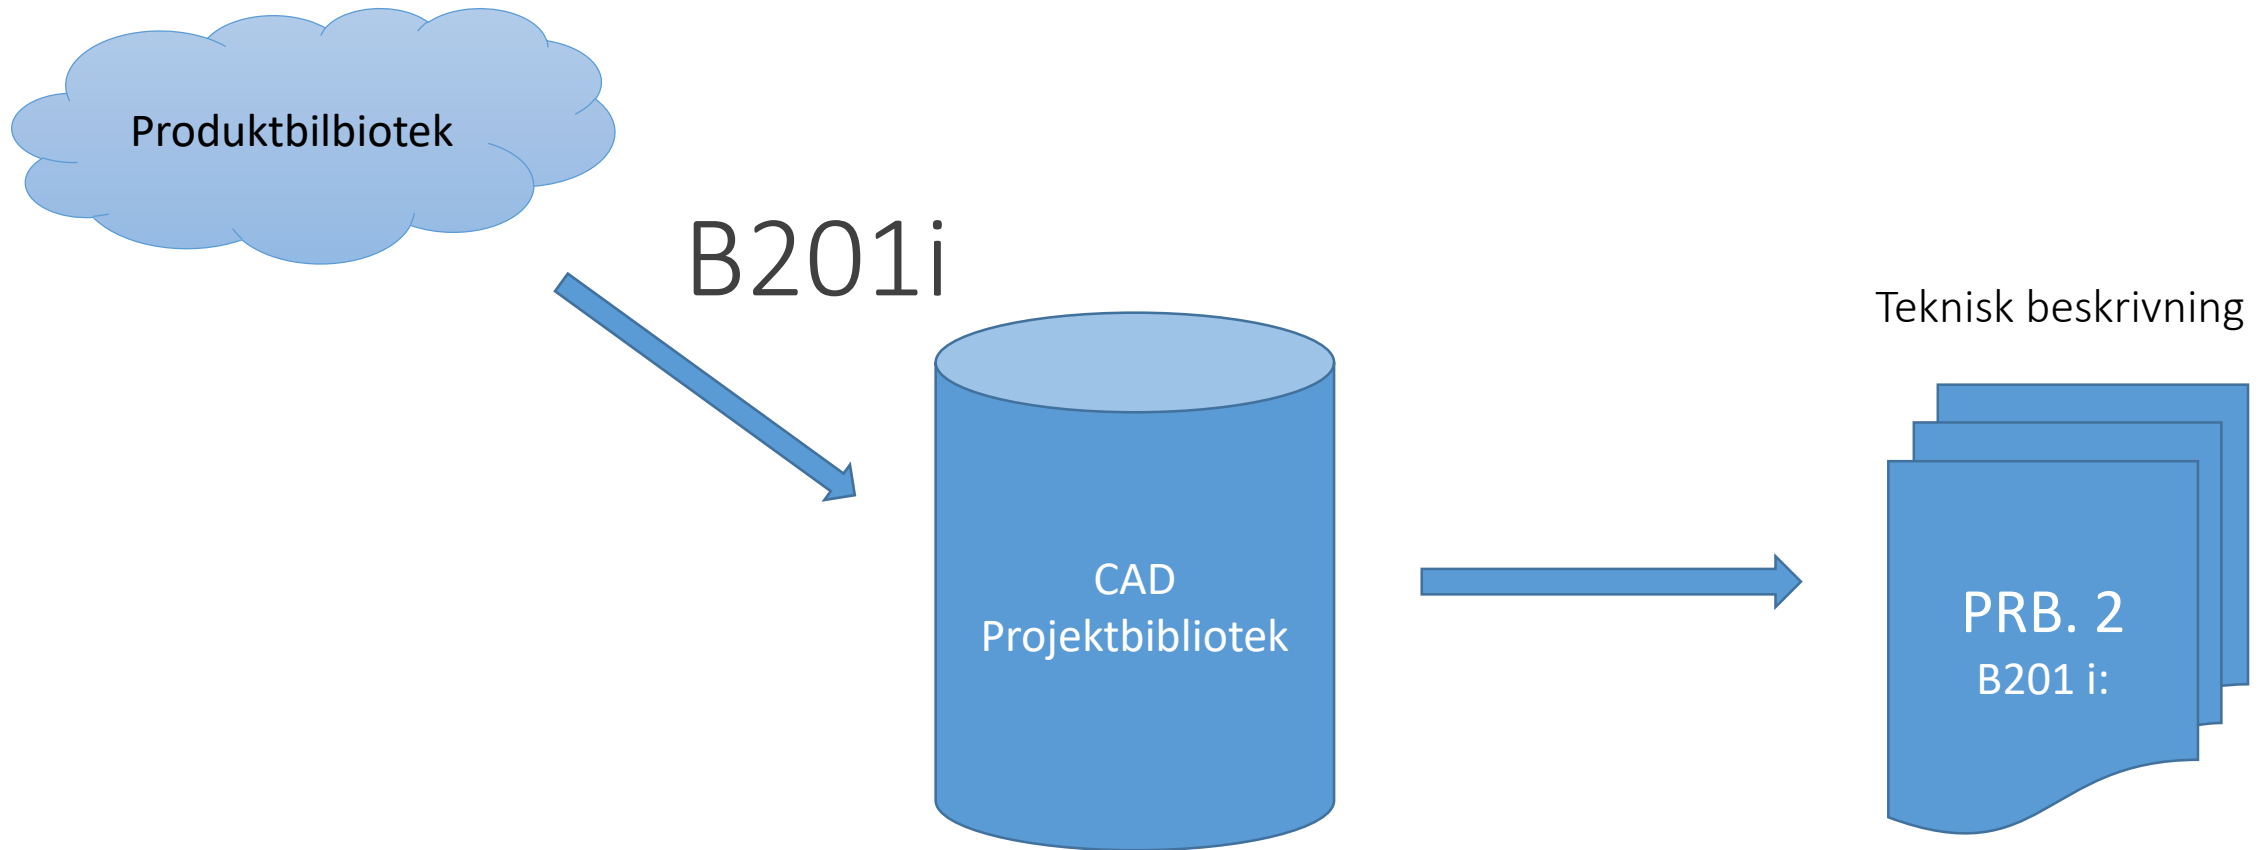 Produktbilbiotek
B201i
Teknisk beskrivning
CAD
Projektbibliotek
PRB. 2
B201 i: